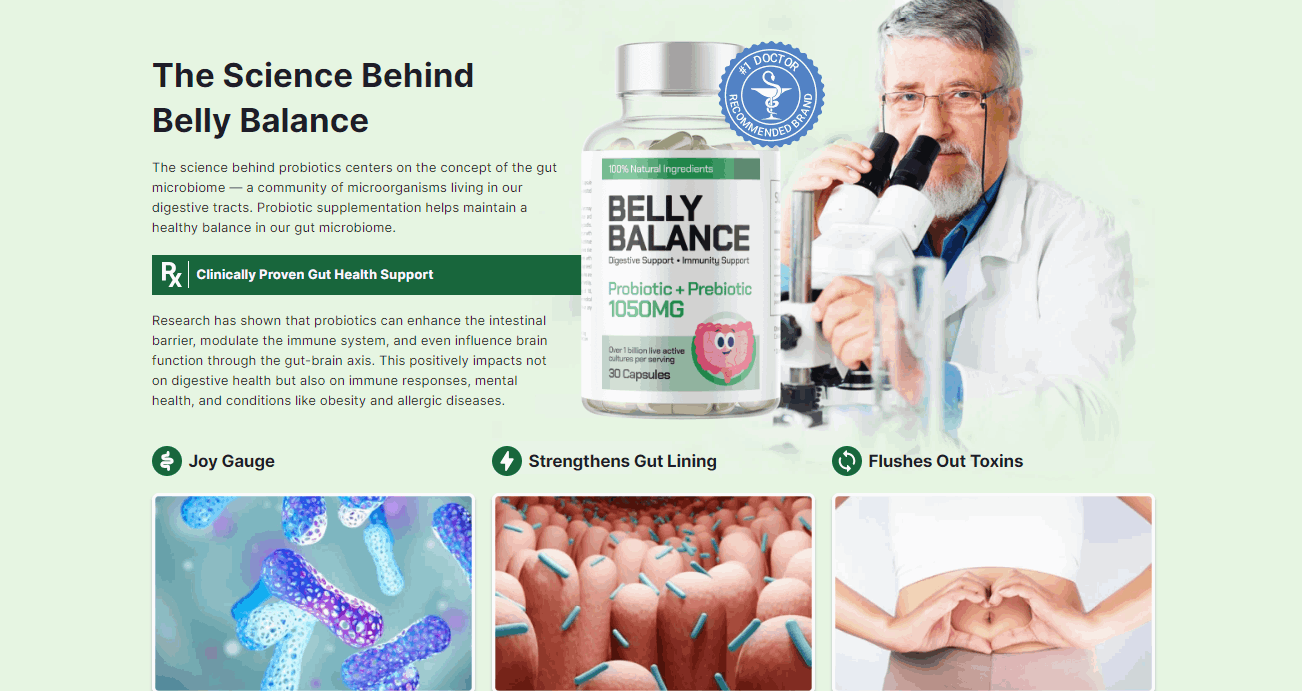 The Science Behind
Belly Balance
The science behind probiotics centers on the concept of the gut
microbiome — a community of microorganisms living in our
digestive tracts. Probiotic supplementation helps maintain a
healthy balance in our gut microbiome.
Rx Clinically Proven Gut Health Support
Research has shown that probiotics can enhance the intestinal
barrier, modulate the immune system, and even influence brain
function through the gut-brain axis. This positively impacts not
on digestive health but also on immune responses, mental
health, and conditions like obesity and allergic diseases.
#1 DOCTOR
RECOMMENDED BRAND
100% Natural Ingredients
BELLY
BALANCE
Digestive Support • Immunity Support
Probiotic + Prebiotic
1050MG
Over 1 billion live active
cultures per serving
30 Capsules
Joy Gauge
Strengthens Gut Lining
Flushes Out Toxins